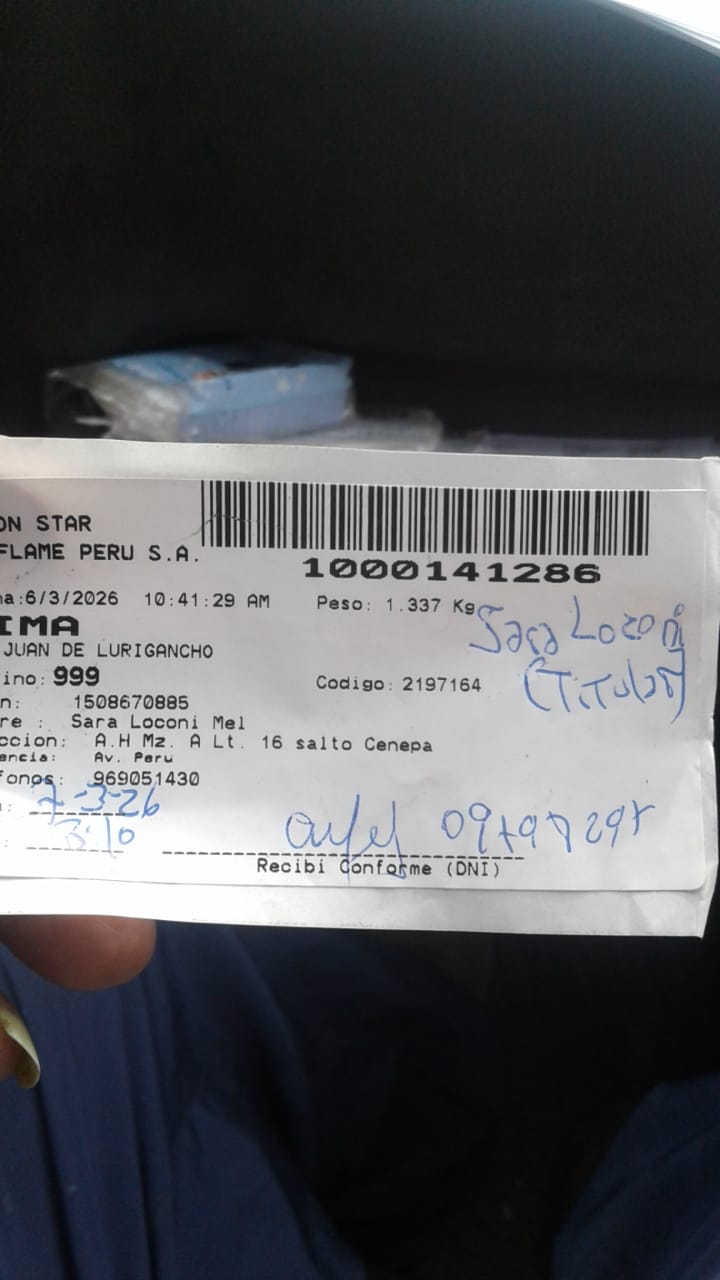 ON STAR
FLAME PERU S.A.
1000141286
a:6/3/2026 10:41:29 AM Peso: 1.337 Kg
IMA
JUAN DE LURIGANCHO
Sara Loconi
(Titular)
ino: 999 Codigo: 2197164
n: 1508670885
re : Sara Loconi Mel
ccion: A.H Mz. A Lt. 16 salto Cenepa
encia: Av. Peru
fonos: 969051430
: 7-3-26
: 3:10
Recibi Conforme (DNI)